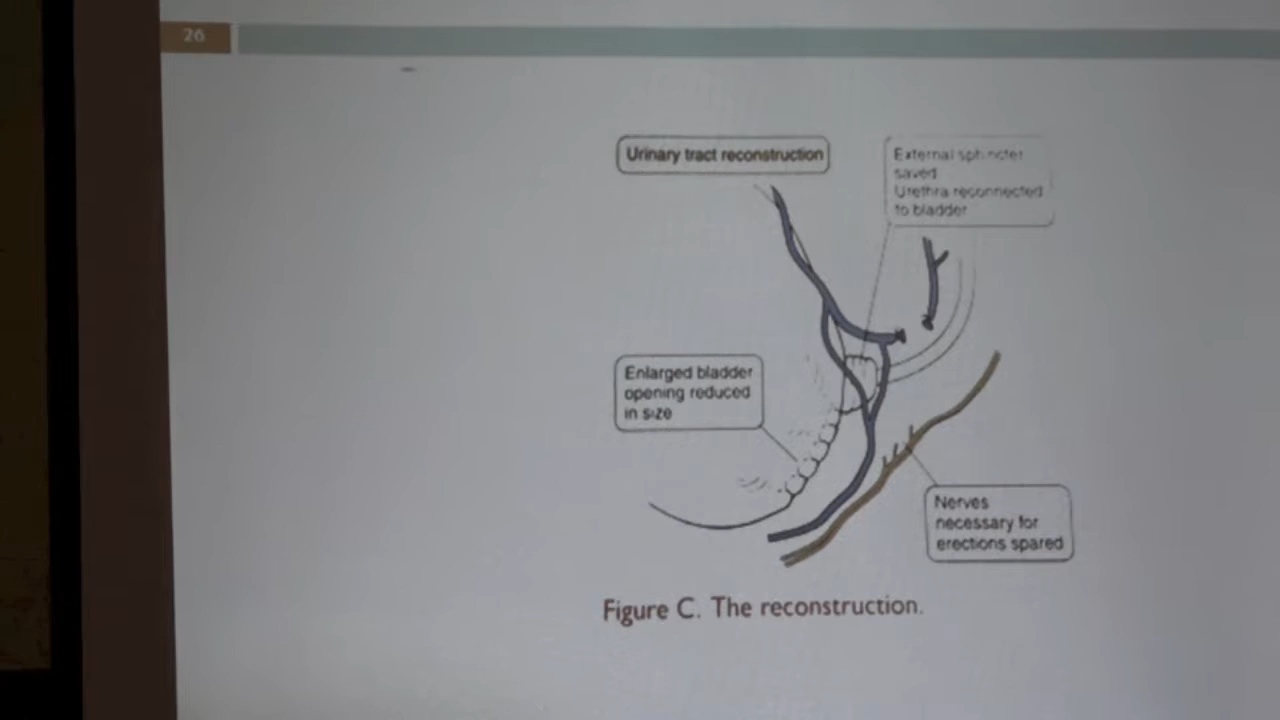 26
Urinary tract reconstruction
External sphincter
saved
Urethra reconnected
to bladder
Enlarged bladder
opening reduced
in size
Nerves
necessary for
erections spared
Figure C. The reconstruction.